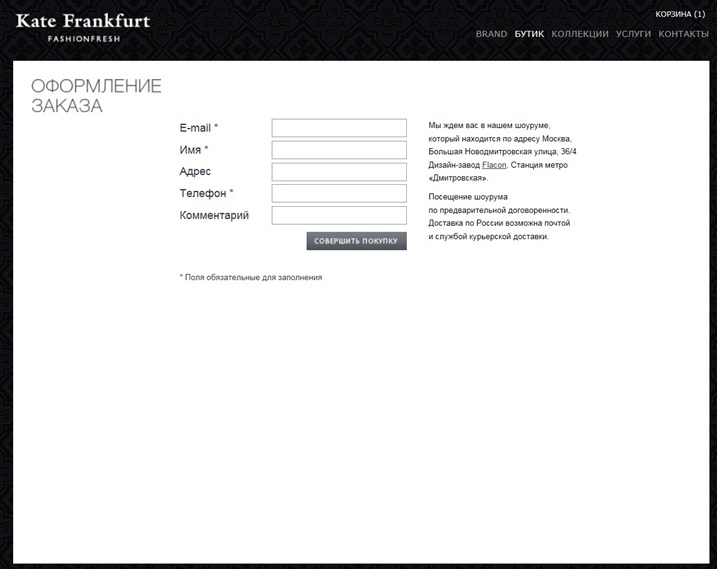 Kate Frankfurt
FASHIONFRESH
КОРЗИНА (1)
BRAND БУТИК КОЛЛЕКЦИИ УСЛУГИ КОНТАКТЫ
ОФОРМЛЕНИЕ
ЗАКАЗА
E-mail *
Имя *
Адрес
Телефон *
Комментарий
СОВЕРШИТЬ ПОКУПКУ
* Поля обязательные для заполнения
Мы ждем вас в нашем шоуруме,
который находится по адресу Москва,
Большая Новодмитровская улица, 36/4
Дизайн-завод Flacon. Станция метро
«Дмитровская».
Посещение шоурума
по предварительной договоренности.
Доставка по России возможна почтой
и службой курьерской доставки.